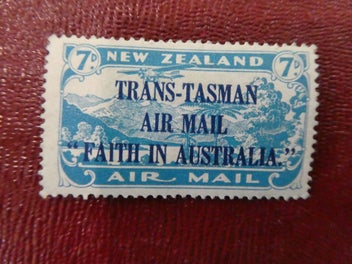 7D NEW ZEALAND 7D
TRANS-TASMAN
AIR MAIL
"FAITH IN AUSTRALIA."
AIR MAIL